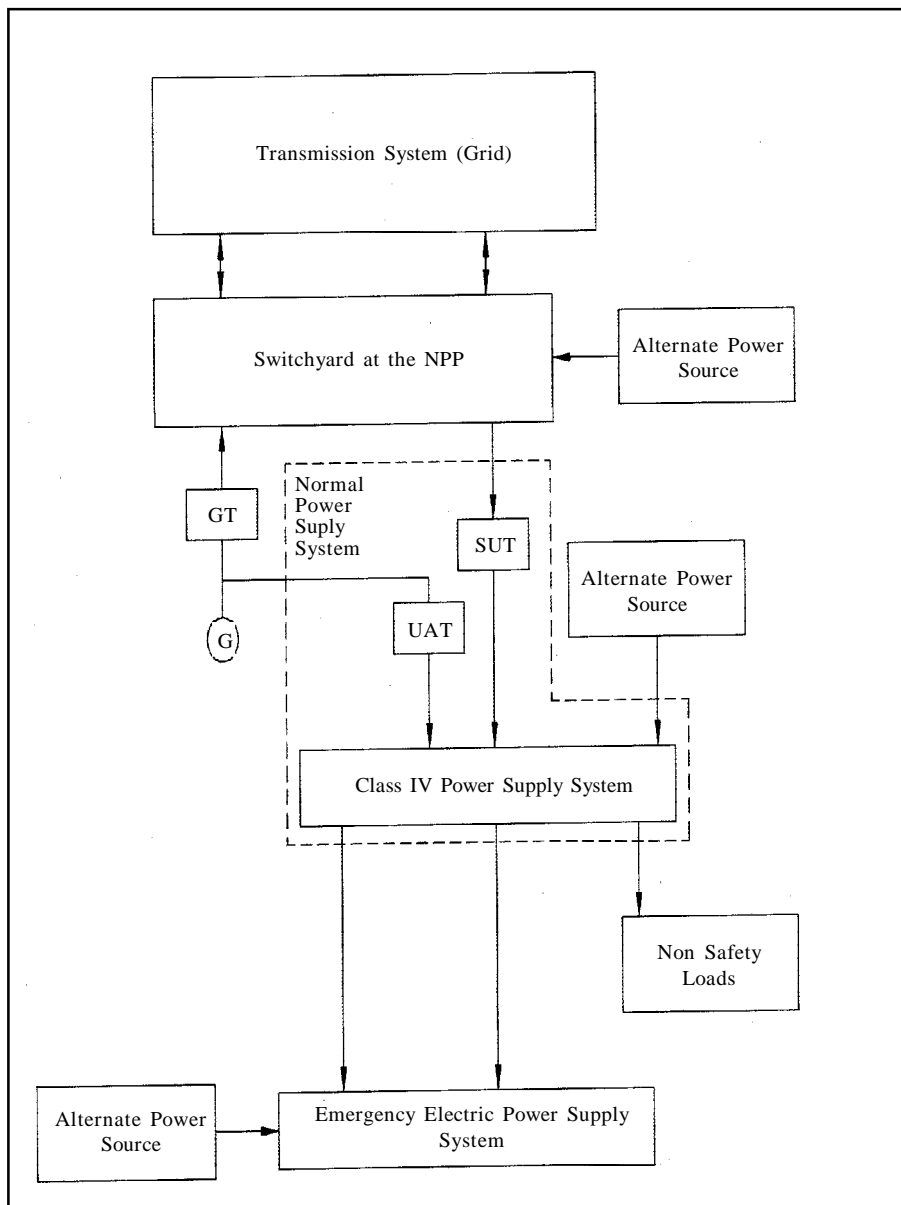 Transmission System (Grid)
Switchyard at the NPP
Alternate Power
Source
Normal
Power
Suply
System
GT
SUT
Alternate Power
Source
UAT
G
Class IV Power Supply System
Non Safety
Loads
Alternate Power
Source
Emergency Electric Power Supply
System